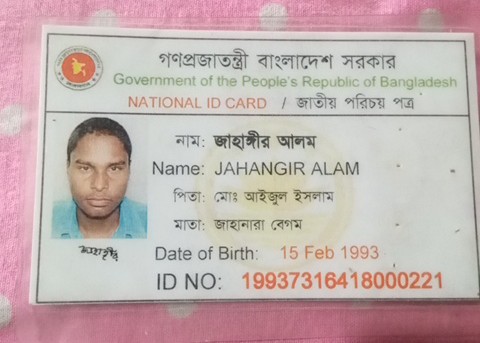 গণপ্রজাতন্ত্রী বাংলাদেশ সরকার
Government of the People's Republic of Bangladesh
NATIONAL ID CARD / জাতীয় পরিচয় পত্র
নাম: জাহাঙ্গীর আলম
Name: JAHANGIR ALAM
পিতা: মোঃ আইজুল ইসলাম
মাতা: জাহানারা বেগম
Date of Birth: 15 Feb 1993
ID NO: 19937316418000221